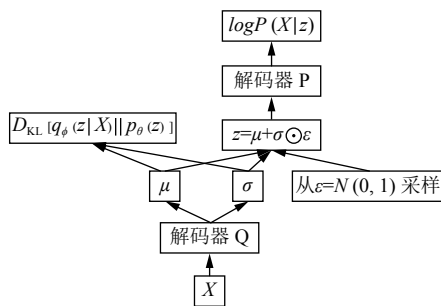 logP (X|z)
解码器 P
D_KL [q_ϕ (z|X)||p_θ (z) ]
z=μ+σ⊙ε
μ
σ
从ε=N (0, 1) 采样
解码器 Q
X